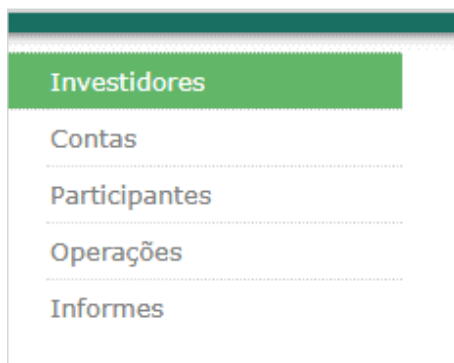 Investidores
Contas
Participantes
Operações
Informes